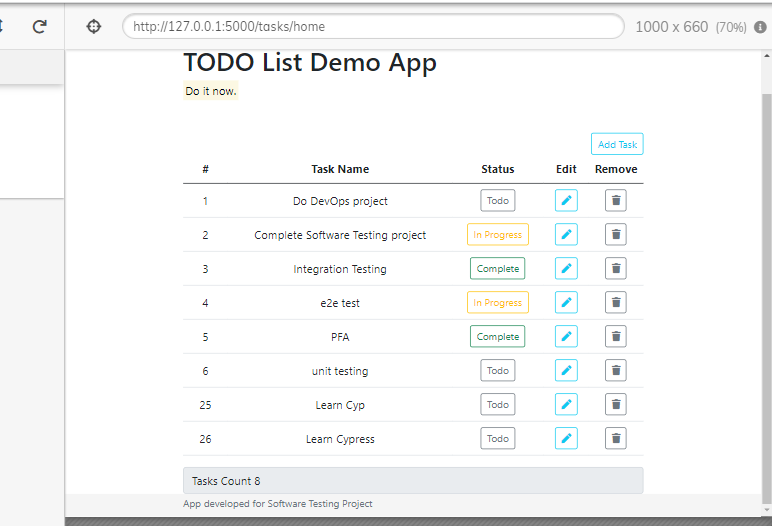 http://127.0.0.1:5000/tasks/home 1000 x 660 (70%)
TODO List Demo App
Do it now.
Add Task
# Task Name Status Edit Remove
1 Do DevOps project Todo
2 Complete Software Testing project In Progress
3 Integration Testing Complete
4 e2e test In Progress
5 PFA Complete
6 unit testing Todo
25 Learn Cyp Todo
26 Learn Cypress Todo
Tasks Count 8
App developed for Software Testing Project